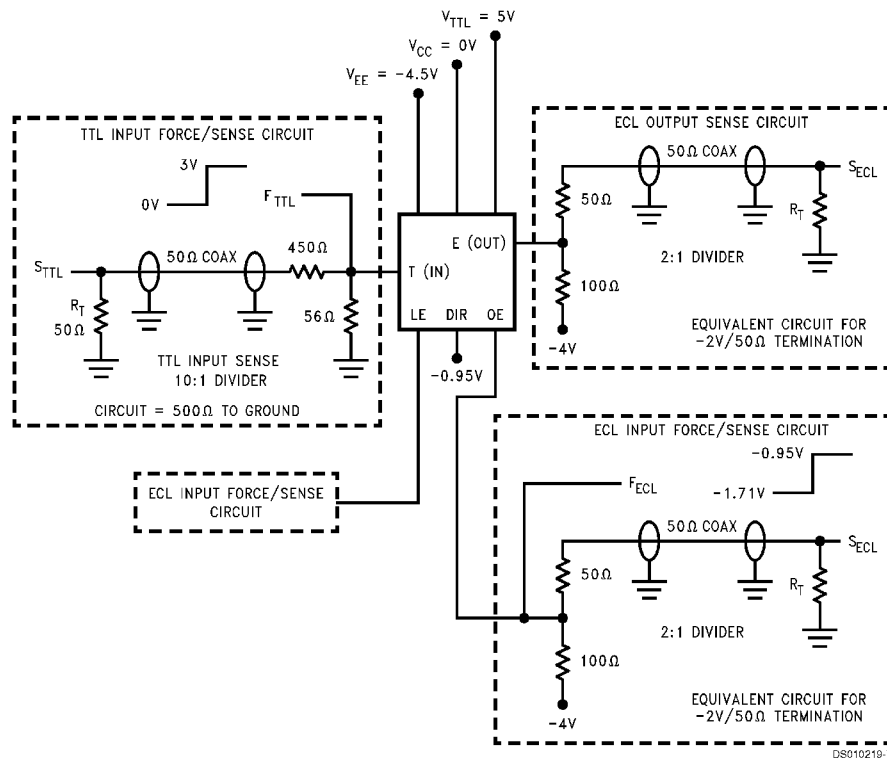 V_TTL = 5V
V_CC = 0V
V_EE = −4.5V
TTL INPUT FORCE/SENSE CIRCUIT
3V
0V
F_TTL
S_TTL
50Ω COAX
450Ω
R_T
50Ω
56Ω
TTL INPUT SENSE
10:1 DIVIDER
CIRCUIT = 500Ω TO GROUND
E (OUT)
T (IN)
LE DIR OE
−0.95V
ECL OUTPUT SENSE CIRCUIT
50Ω COAX
S_ECL
50Ω
R_T
2:1 DIVIDER
100Ω
−4V
EQUIVALENT CIRCUIT FOR
−2V/50Ω TERMINATION
ECL INPUT FORCE/SENSE
CIRCUIT
ECL INPUT FORCE/SENSE CIRCUIT
−0.95V
F_ECL
−1.71V
50Ω COAX
S_ECL
50Ω
R_T
2:1 DIVIDER
100Ω
−4V
EQUIVALENT CIRCUIT FOR
−2V/50Ω TERMINATION